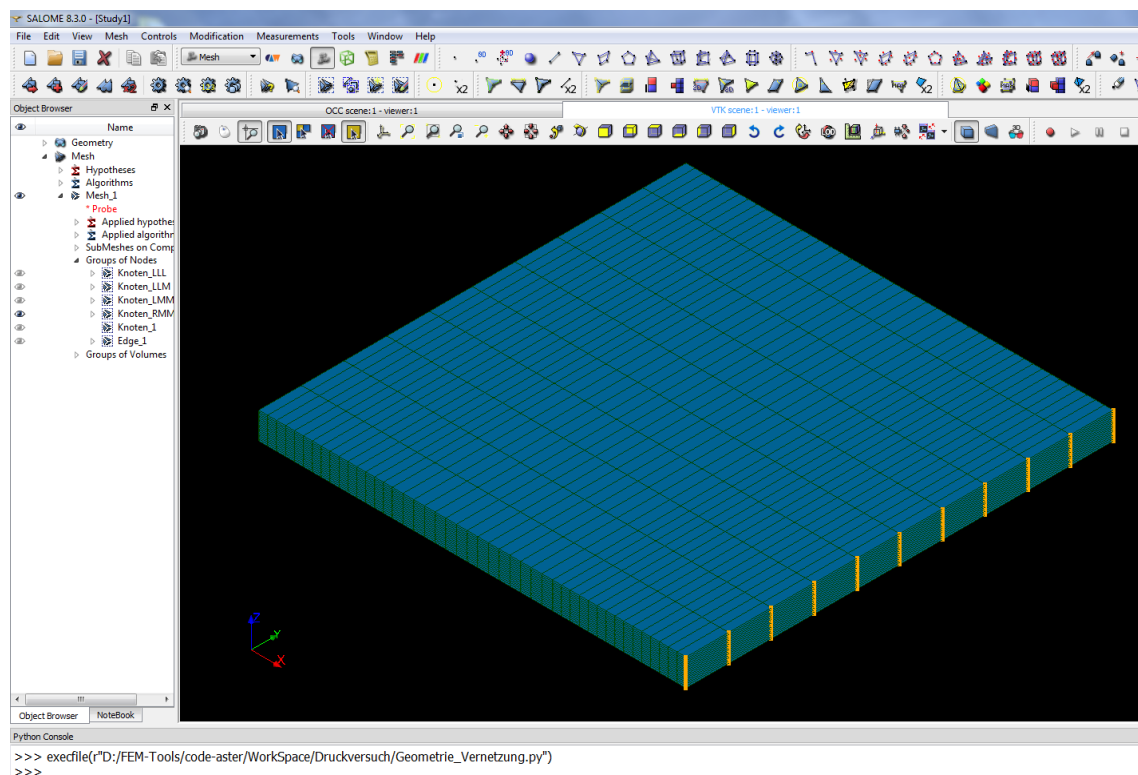 SALOME 8.3.0 - [Study1]
File Edit View Mesh Controls Modification Measurements Tools Window Help
Mesh
Object Browser
OCC scene:1 - viewer:1
VTK scene:1 - viewer:1
Name
Geometry
Mesh
Hypotheses
Algorithms
Mesh_1
* Probe
Applied hypothes
Applied algorithr
SubMeshes on Comp
Groups of Nodes
Knoten_LLL
Knoten_LLM
Knoten_LMM
Knoten_RMM
Knoten_1
Edge_1
Groups of Volumes
Z
Y
X
Object Browser NoteBook
Python Console
>>> execfile(r"D:/FEM-Tools/code-aster/WorkSpace/Druckversuch/Geometrie_Vernetzung.py")
>>>